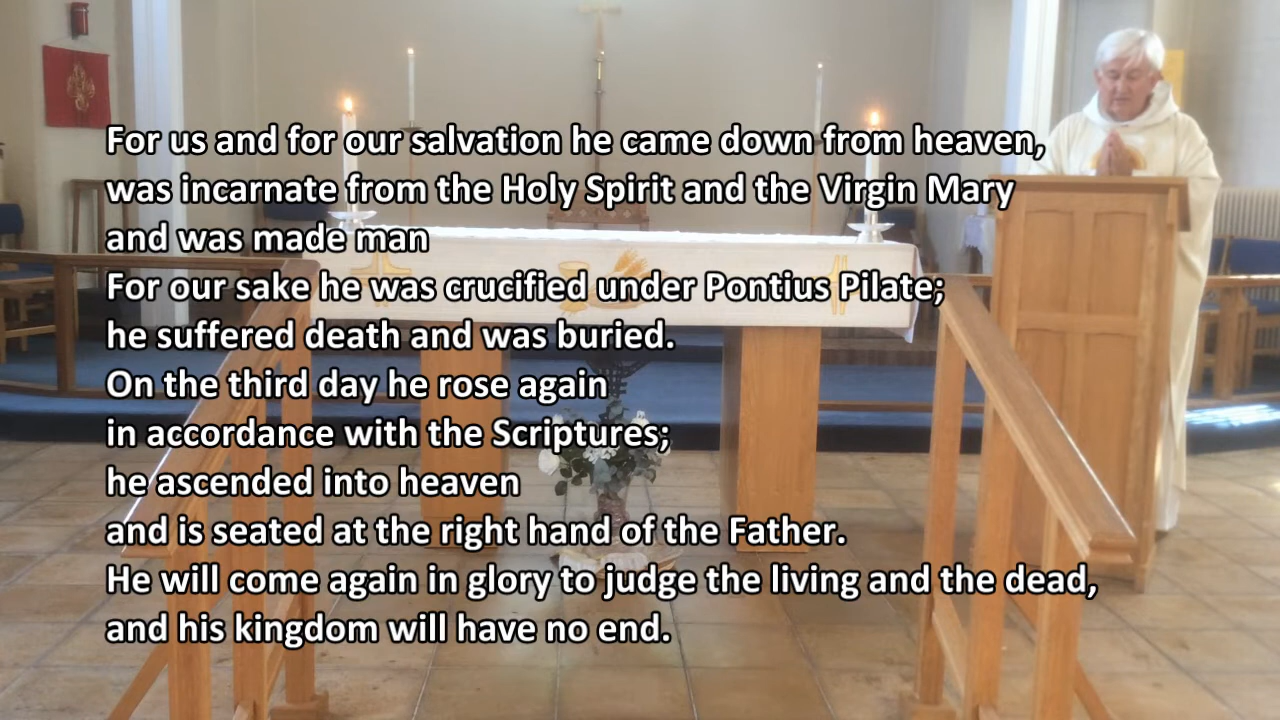 For us and for our salvation he came down from heaven,
was incarnate from the Holy Spirit and the Virgin Mary
and was made man
For our sake he was crucified under Pontius Pilate;
he suffered death and was buried.
On the third day he rose again
in accordance with the Scriptures;
he ascended into heaven
and is seated at the right hand of the Father.
He will come again in glory to judge the living and the dead,
and his kingdom will have no end.